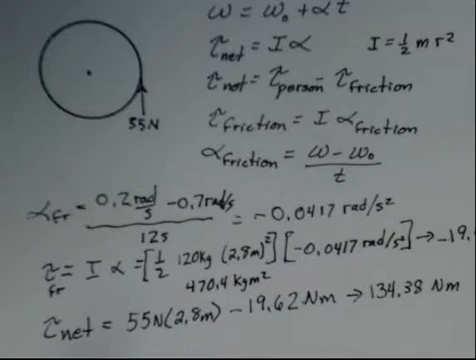 ω = ω₀ + αt
τnet = Iα I = ½ m r²
τnet = τperson - τfriction
τfriction = I αfriction
55N
αfriction = (ω - ω₀) / t
αfr = (0,2 rad/s - 0,7 rad/s) / 12s = -0,0417 rad/s²
τfr = I α = [½ 120kg (2,8m)²][-0,0417 rad/s²] → -19.
470,4 kgm²
τnet = 55N(2,8m) - 19,62 Nm → 134,38 Nm